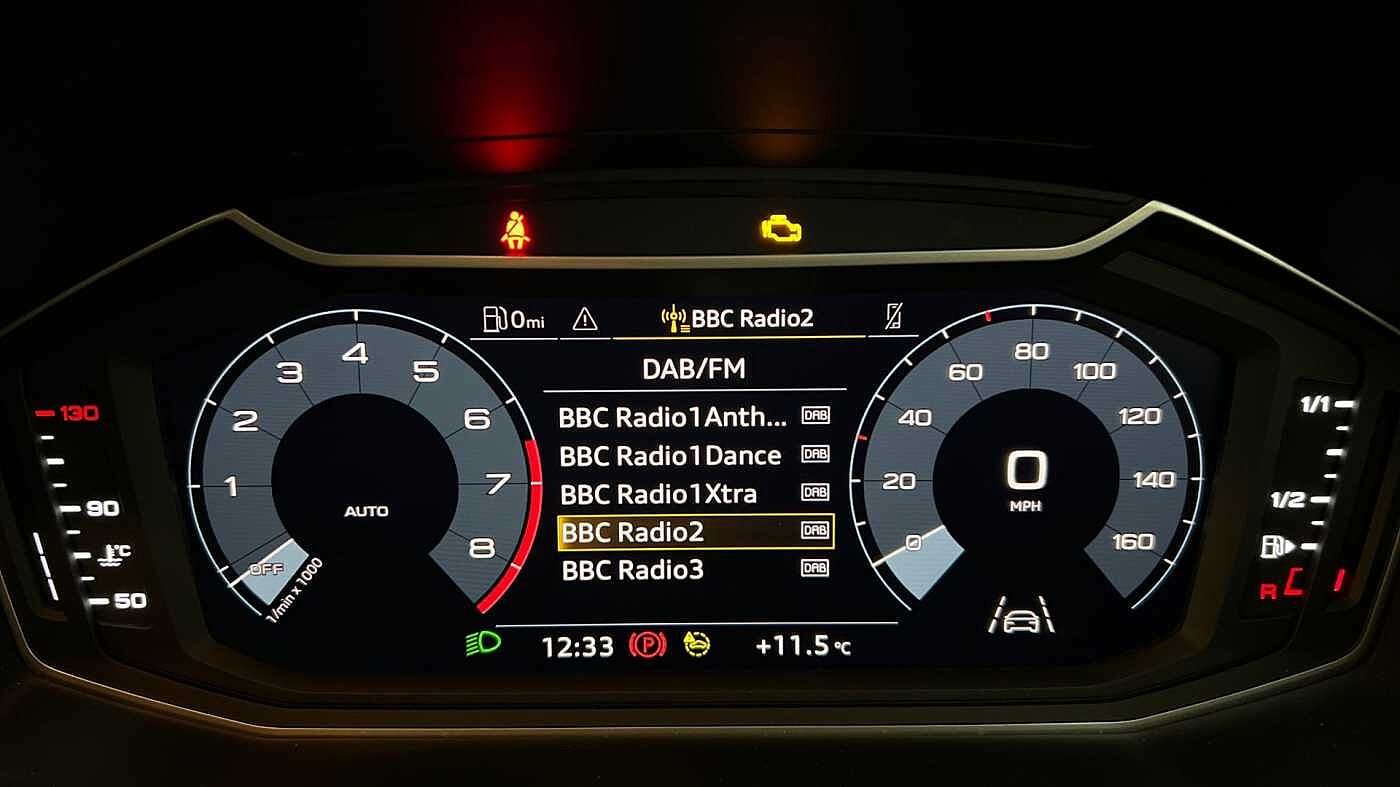 0mi
BBC Radio2
DAB/FM
BBC Radio1Anth... DAB
BBC Radio1Dance DAB
BBC Radio1Xtra DAB
BBC Radio2 DAB
BBC Radio3 DAB
12:33
P
+11.5 °C
OFF
1
2
3
4
5
6
7
8
1/min x 1000
AUTO
0
20
40
60
80
100
120
140
160
0
MPH
130
90
°C
50
1/1
1/2
R